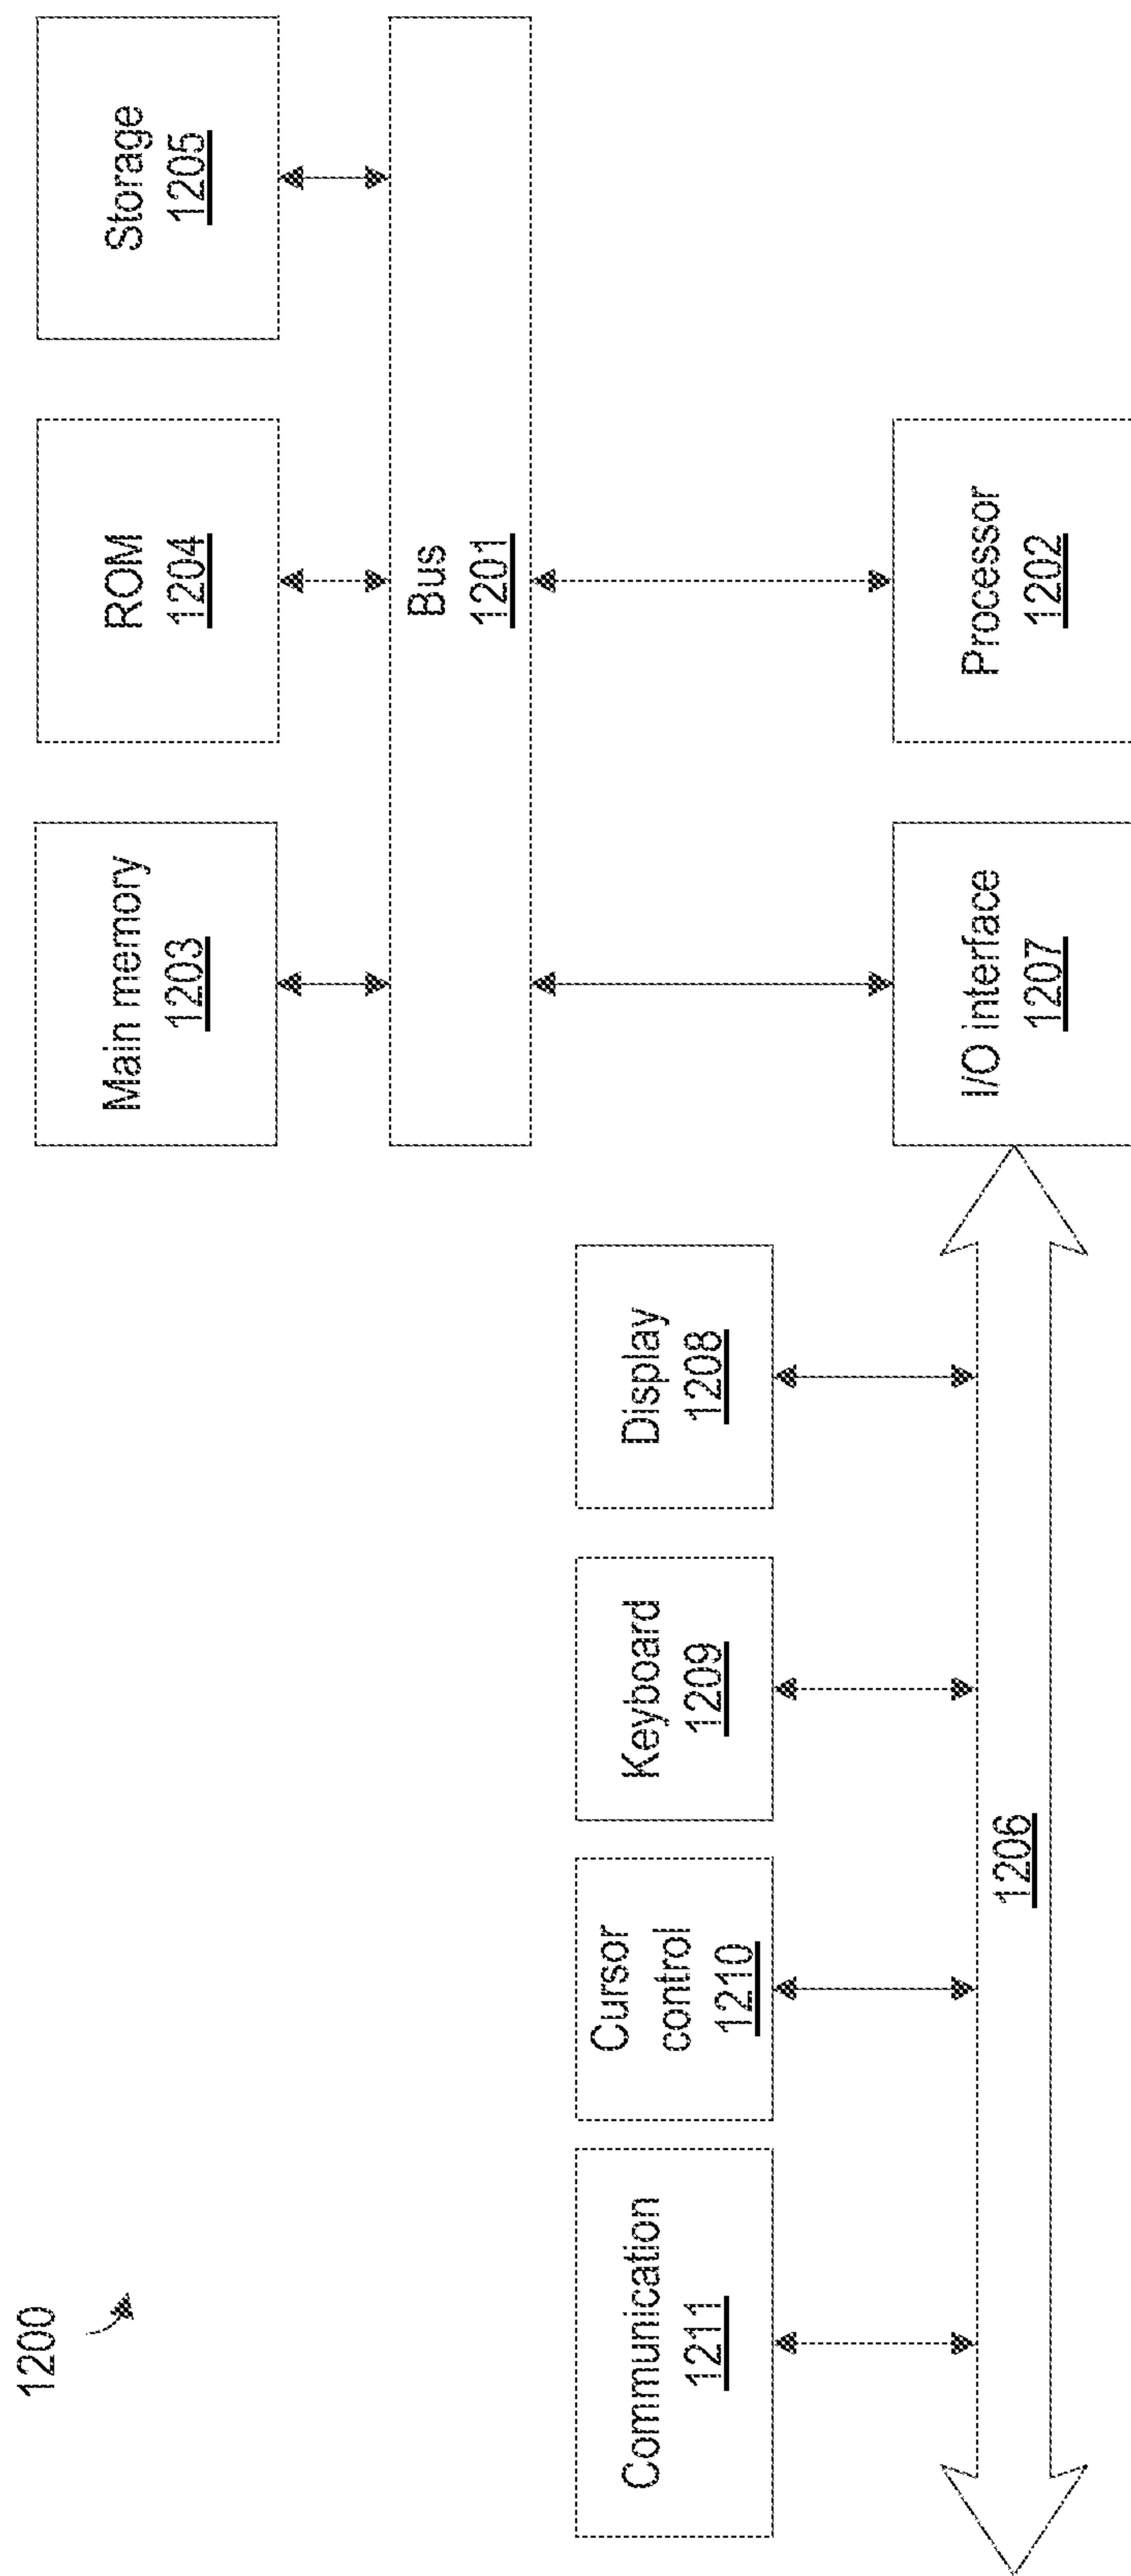 1200
Communication
1211
Cursor
control
1210
Keyboard
1209
Display
1208
1206
Main memory
1203
ROM
1204
Storage
1205
Bus
1201
I/O interface
1207
Processor
1202